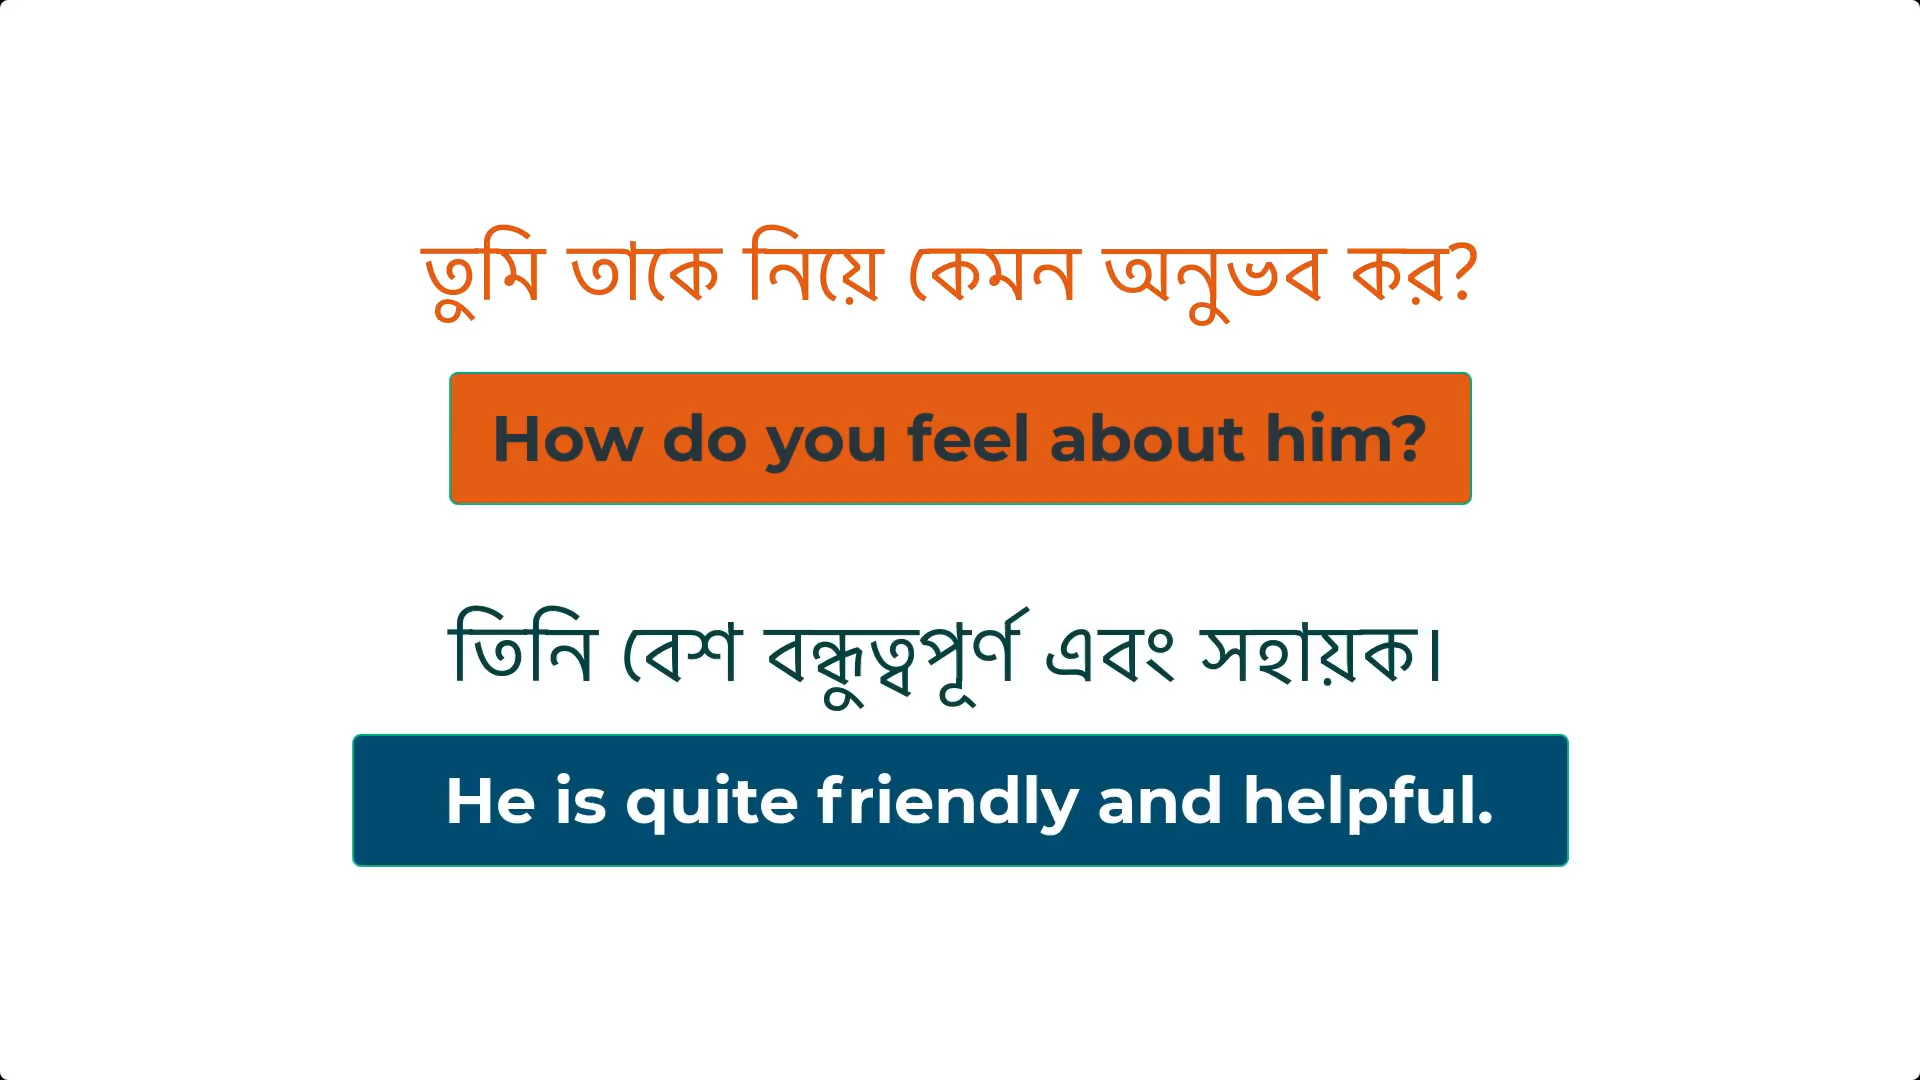 তুমি তাকে নিয়ে কেমন অনুভব কর?
How do you feel about him?
তিনি বেশ বন্ধুত্বপূর্ণ এবং সহায়ক।
He is quite friendly and helpful.